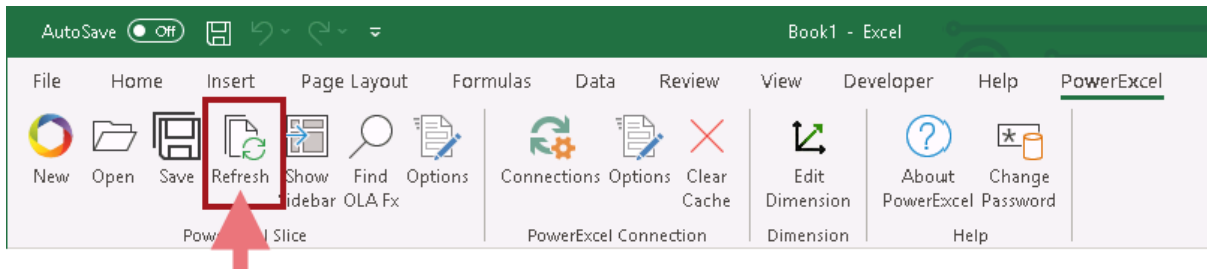 AutoSave Off Book1 - Excel
File Home Insert Page Layout Formulas Data Review View Developer Help PowerExcel
New Open Save Refresh Show Find Options Connections Options Clear Edit About Change
Sidebar OLA Fx Cache Dimension PowerExcel Password
Slice PowerExcel Connection Dimension Help